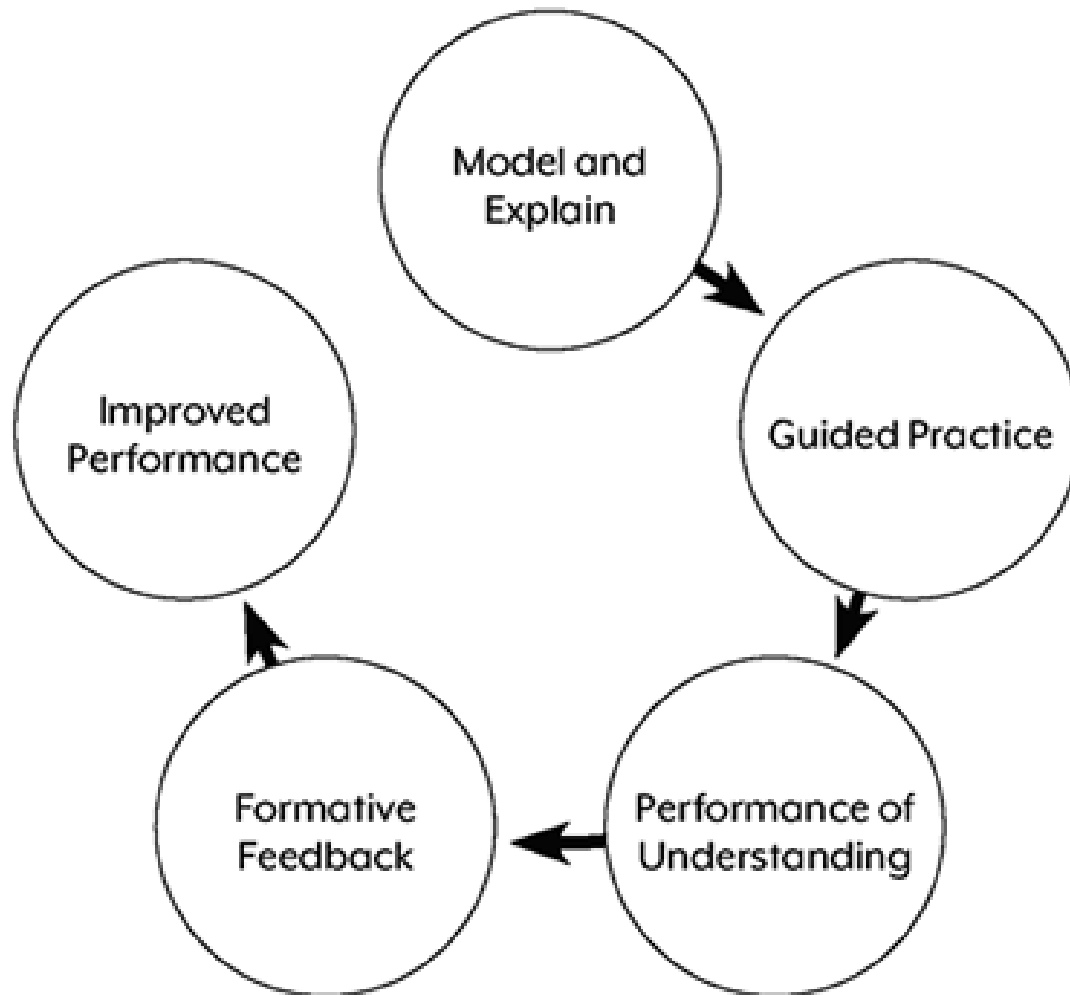 Model and
Explain
Guided Practice
Performance of
Understanding
Formative
Feedback
Improved
Performance